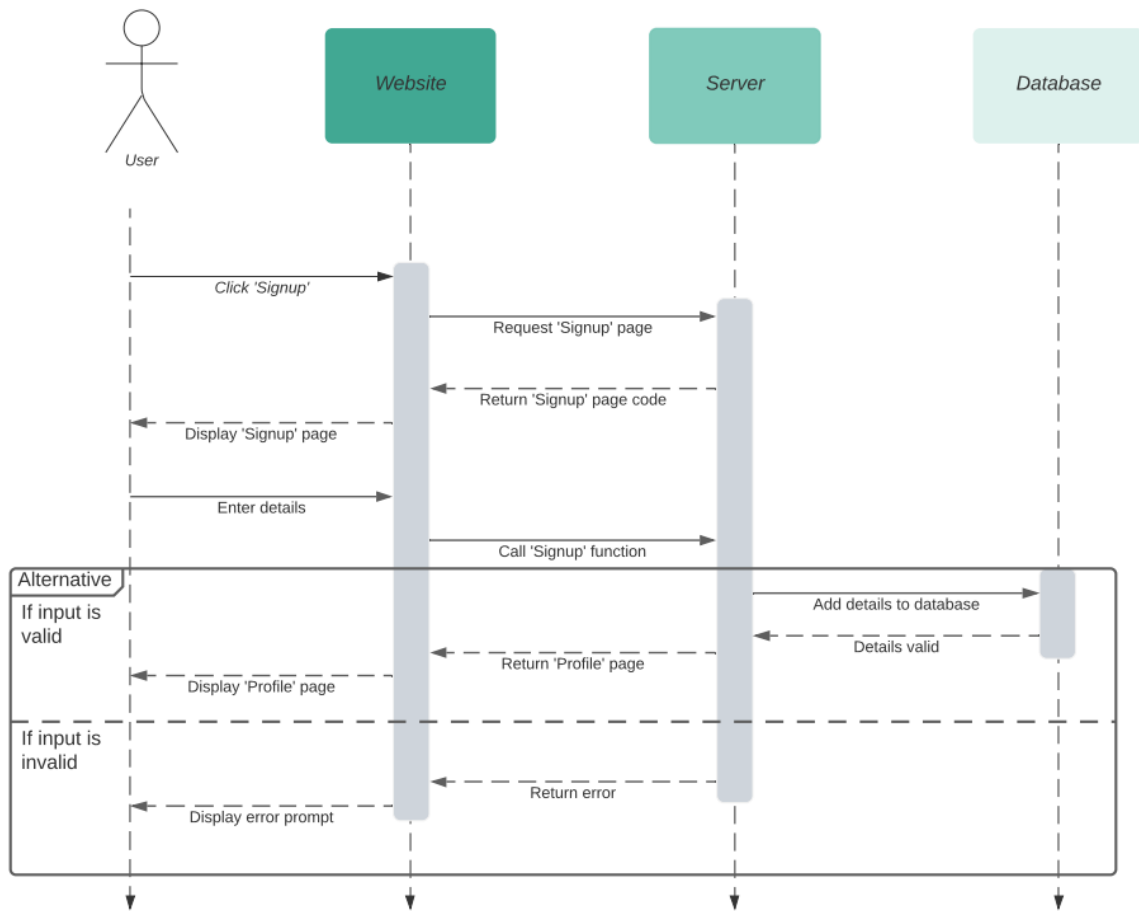 Website
Server
Database
User
Click 'Signup'
Request 'Signup' page
Return 'Signup' page code
Display 'Signup' page
Enter details
Call 'Signup' function
Alternative
If input is
valid
Add details to database
Details valid
Return 'Profile' page
Display 'Profile' page
If input is
invalid
Return error
Display error prompt